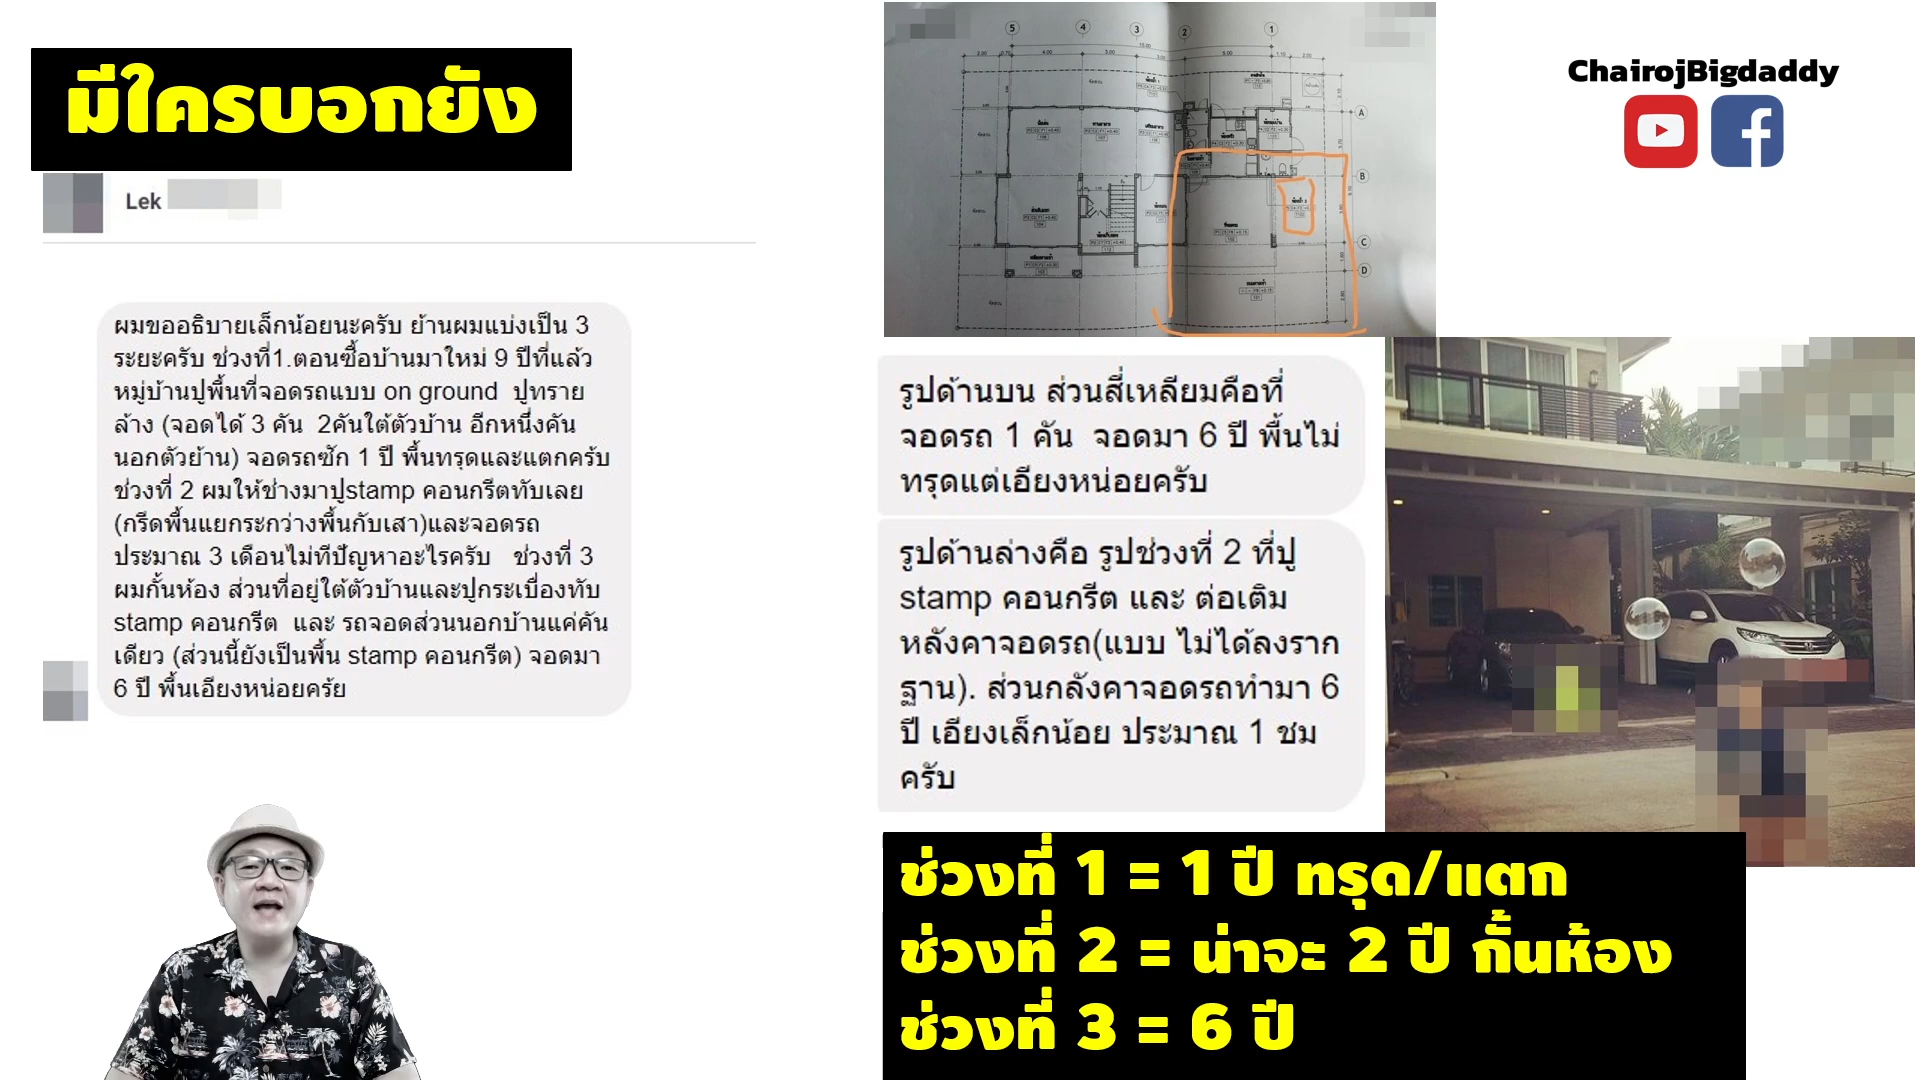 มีใครบอกยัง
Lek
ผมขออธิบายเล็กน้อยนะครับ ย้านผมแบ่งเป็น 3
ระยะครับ ช่วงที่1.ตอนซื้อบ้านมาใหม่ 9 ปีที่แล้ว
หมู่บ้านปูพื้นที่จอดรถแบบ on ground ปูทราย
ล้าง (จอดได้ 3 คัน 2คันใต้ตัวบ้าน อีกหนึ่งคัน
นอกตัวย้าน) จอดรถซัก 1 ปี พื้นทรุดและแตกครับ
ช่วงที่ 2 ผมให้ช่างมาปูstamp คอนกรีตทับเลย
(กรีดพื้นแยกระกว่างพื้นกับเสา)และจอดรถ
ประมาณ 3 เดือนไม่ทีปัญหาอะไรครับ ช่วงที่ 3
ผมกั้นห้อง ส่วนที่อยู่ใต้ตัวบ้านและปูกระเบื่องทับ
stamp คอนกรีต และ รถจอดส่วนนอกบ้านแค่คัน
เดียว (ส่วนนี้ยังเป็นพื้น stamp คอนกรีต) จอดมา
6 ปี พื้นเอียงหน่อยคร้ย
5 4 3 2 1
A
B
C
D
ChairojBigdaddy
รูปด้านบน ส่วนสี่เหลียมคือที่
จอดรถ 1 คัน จอดมา 6 ปี พื้นไม่
ทรุดแต่เอียงหน่อยครับ
รูปด้านล่างคือ รูปช่วงที่ 2 ที่ปู
stamp คอนกรีต และ ต่อเติม
หลังคาจอดรถ(แบบ ไม่ได้ลงราก
ฐาน). ส่วนกลังคาจอดรถทำมา 6
ปี เอียงเล็กน้อย ประมาณ 1 ซม
ครับ
ช่วงที่ 1 = 1 ปี ทรุด/แตก
ช่วงที่ 2 = น่าจะ 2 ปี กั้นห้อง
ช่วงที่ 3 = 6 ปี